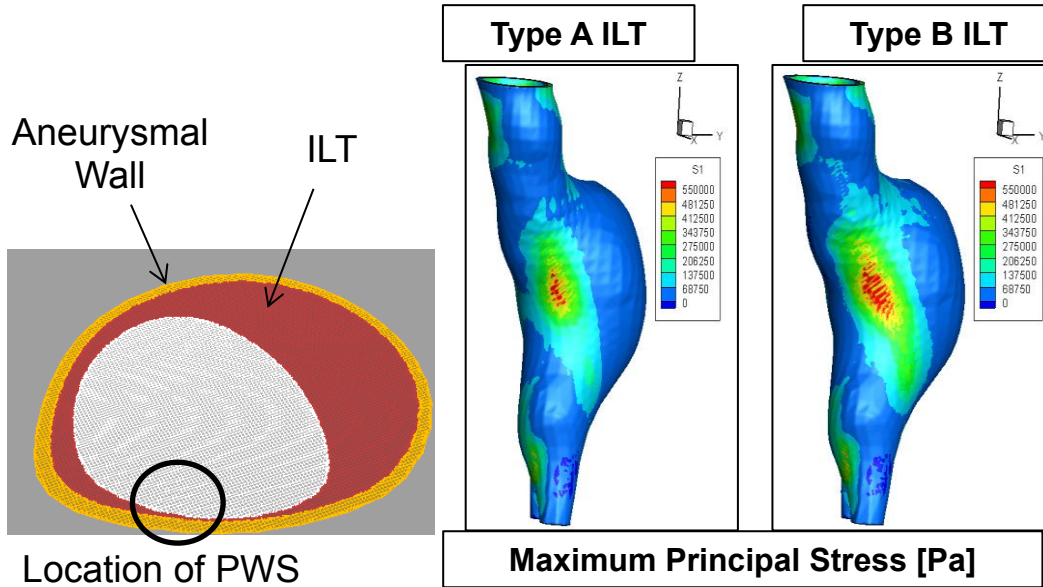 Aneurysmal
Wall
ILT
Location of PWS
Type A ILT
Z
Y
X
S1
550000
481250
412500
343750
275000
206250
137500
68750
0
Type B ILT
Z
Y
X
S1
550000
481250
412500
343750
275000
206250
137500
68750
0
Maximum Principal Stress [Pa]